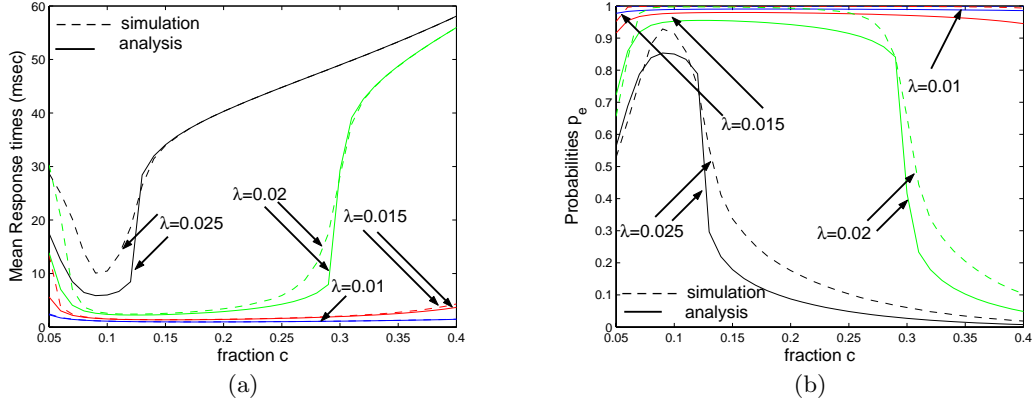 60
50
40
30
20
10
0
Mean Response times (msec)
simulation
analysis
λ=0.025
λ=0.02
λ=0.015
λ=0.01
0.05
0.1
0.15
0.2
0.25
0.3
0.35
0.4
fraction c
(a)
1
0.9
0.8
0.7
0.6
0.5
0.4
0.3
0.2
0.1
0
Probabilities p_e
λ=0.01
λ=0.015
λ=0.025
λ=0.02
simulation
analysis
0.05
0.1
0.15
0.2
0.25
0.3
0.35
0.4
fraction c
(b)